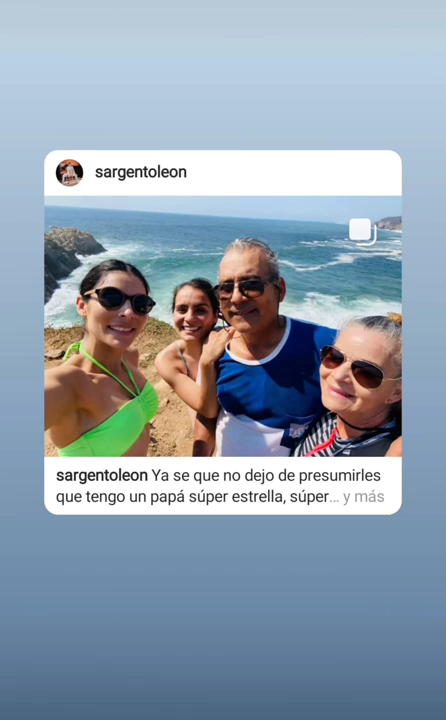 sargentoleon
sargentoleon Ya se que no dejo de presumirles
que tengo un papá súper estrella, súper... y más